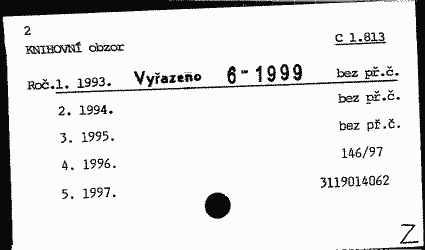 2
KNIHOVNÍ obzor C 1.813
Roč.1. 1993. Vyřazeno 6-1999 bez př.č.
2. 1994. bez př.č.
3. 1995. bez př.č.
4. 1996. 146/97
5. 1997. 3119014062
Z